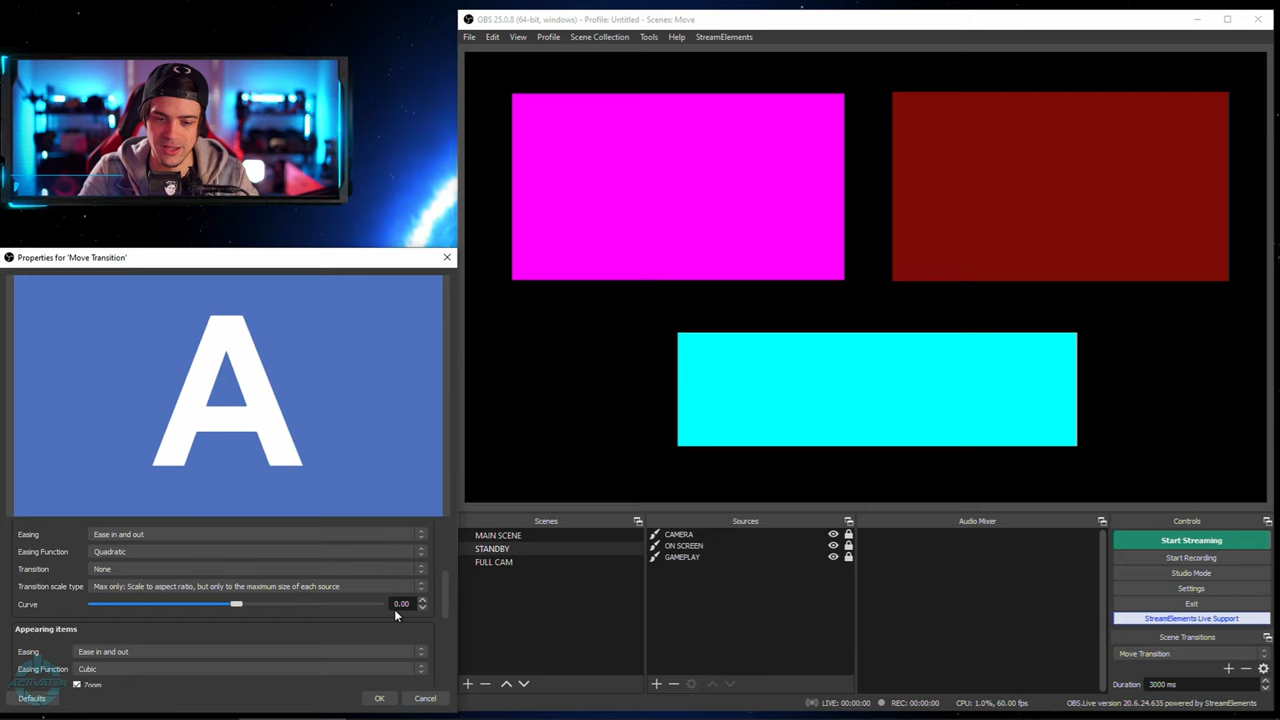 OBS 25.0.8 (64-bit, windows) - Profile: Untitled - Scenes: Move
File Edit View Profile Scene Collection Tools Help StreamElements
Properties for 'Move Transition'
A
Easing Ease in and out
Easing Function Quadratic
Transition None
Transition scale type Max only: Scale to aspect ratio, but only to the maximum size of each source
Curve 0.00
Appearing items
Easing Ease in and out
Easing Function Cubic
Zoom
Defaults OK Cancel
ACTIVATER
Scenes
MAIN SCENE
STANDBY
FULL CAM
Sources
CAMERA
ON SCREEN
GAMEPLAY
Audio Mixer
Controls
Start Streaming
Start Recording
Studio Mode
Settings
Exit
StreamElements Live Support
Scene Transitions
Move Transition
Duration 3000 ms
LIVE: 00:00:00 REC: 00:00:00 CPU: 1.0%, 60.00 fps OBS.Live version 20.6.24.635 powered by StreamElements